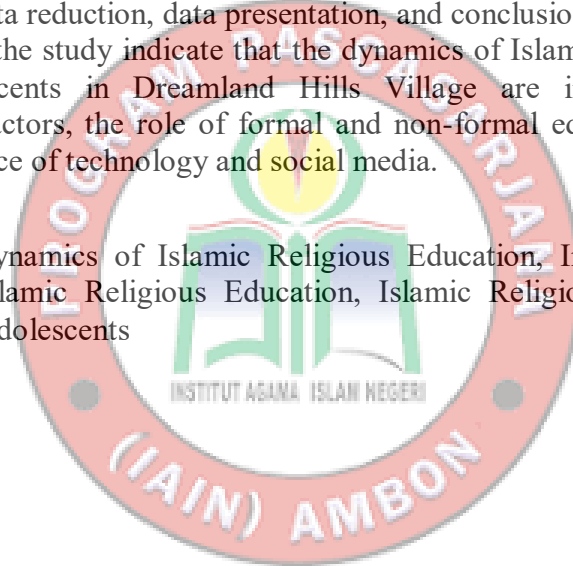 ta reduction, data presentation, and conclusio
the study indicate that the dynamics of Islam
cents in Dreamland Hills Village are i
ctors, the role of formal and non-formal ed
ce of technology and social media.
ynamics of Islamic Religious Education, I
lamic Religious Education, Islamic Religio
dolescents
PROGRAM PASCASARJANA
INSTITUT AGAMA ISLAM NEGERI
(IAIN) AMBON